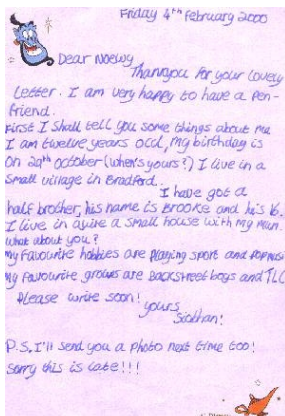 Friday 4th February 2000
Dear Noewy
Thankyou for your lovely
letter. I am very happy to have a pen-
friend.
First I shall tell you some things about me
I am twelve years old, my birthday is
on 29th October (when's yours?) I live in a
small village in Bradford.
I have got a
half brother, his name is BROOKE and he's 16.
I live in quite a small house with my mum.
What about you?
My favourite hobbies are playing sport and
My favourite groups are BACKSTREET boys and TLC
Please write soon!
yours
Siobhan!
P.S, I'll send you a photo next time too!
Sorry this is late!!!